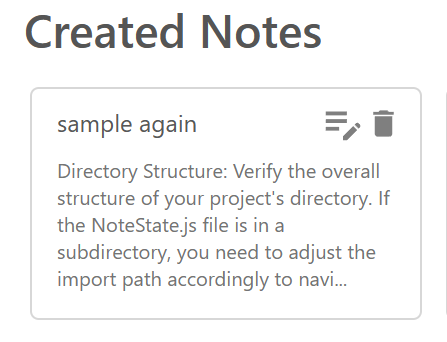 Created Notes
sample again
Directory Structure: Verify the overall
structure of your project's directory. If
the NoteState.js file is in a
subdirectory, you need to adjust the
import path accordingly to navi...